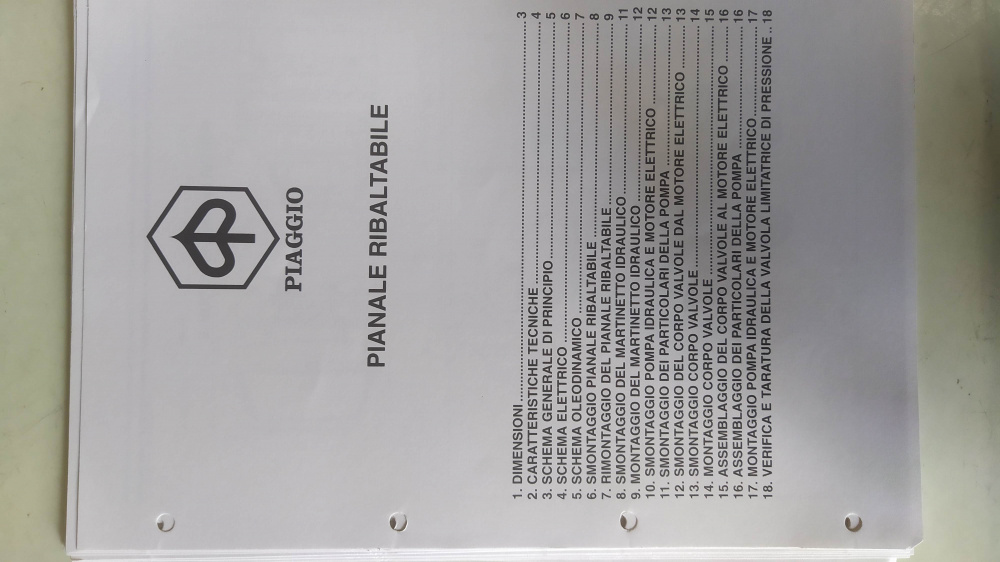 PIAGGIO
PIANALE RIBALTABILE
1. DIMENSIONI ........................................ 3
2. CARATTERISTICHE TECNICHE ........................................ 4
3. SCHEMA GENERALE DI PRINCIPIO ........................................ 5
4. SCHEMA ELETTRICO ........................................ 6
5. SCHEMA OLEODINAMICO ........................................ 7
6. SMONTAGGIO PIANALE RIBALTABILE ........................................ 8
7. RIMONTAGGIO DEL PIANALE RIBALTABILE ........................................ 9
8. SMONTAGGIO DEL MARTINETTO IDRAULICO ........................................ 11
9. MONTAGGIO DEL MARTINETTO IDRAULICO ........................................ 12
10. SMONTAGGIO POMPA IDRAULICA E MOTORE ELETTRICO ........................ 12
11. SMONTAGGIO DEI PARTICOLARI DELLA POMPA ........................................ 13
12. SMONTAGGIO DEL CORPO VALVOLE DAL MOTORE ELETTRICO ................ 13
13. SMONTAGGIO CORPO VALVOLE ........................................ 14
14. MONTAGGIO CORPO VALVOLE ........................................ 15
15. ASSEMBLAGGIO DEL CORPO VALVOLE AL MOTORE ELETTRICO .............. 16
16. ASSEMBLAGGIO DEI PARTICOLARI DELLA POMPA ........................................ 16
17. MONTAGGIO POMPA IDRAULICA E MOTORE ELETTRICO ........................ 17
18. VERIFICA E TARATURA DELLA VALVOLA LIMITATRICE DI PRESSIONE .. 18